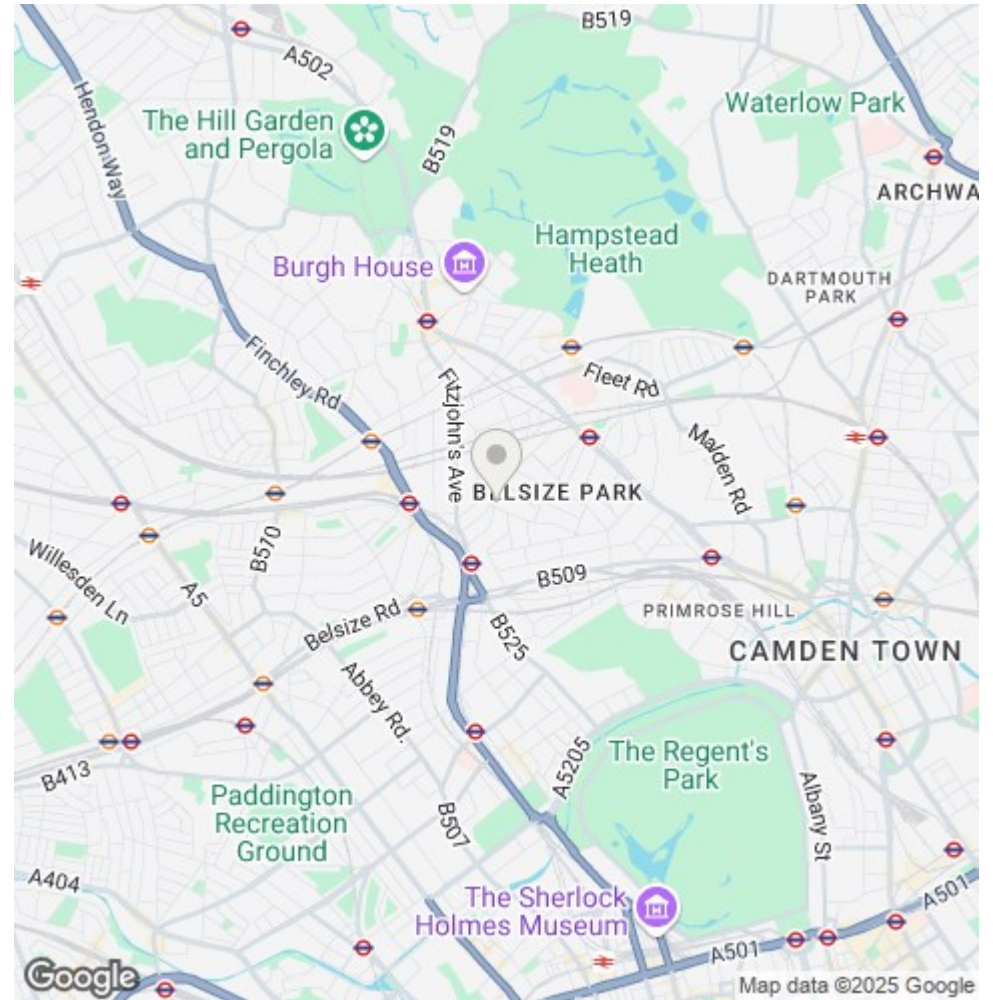 B519
A502
Waterlow Park
The Hill Garden
and Pergola
Hendon Way
B519
ARCHWA
Hampstead
Heath
Burgh House
DARTMOUTH
PARK
Finchley Rd
Fitzjohn's Ave
Fleet Rd
Malden Rd
BELSIZE PARK
B510
Willesden Ln
A5
B509
Belsize Rd
PRIMROSE HILL
B525
CAMDEN TOWN
Abbey Rd.
The Regent's
Park
A5205
B413
Paddington
Recreation
Ground
Albany St
B507
A404
The Sherlock
Holmes Museum
A501
A501
Google
Map data ©2025 Google